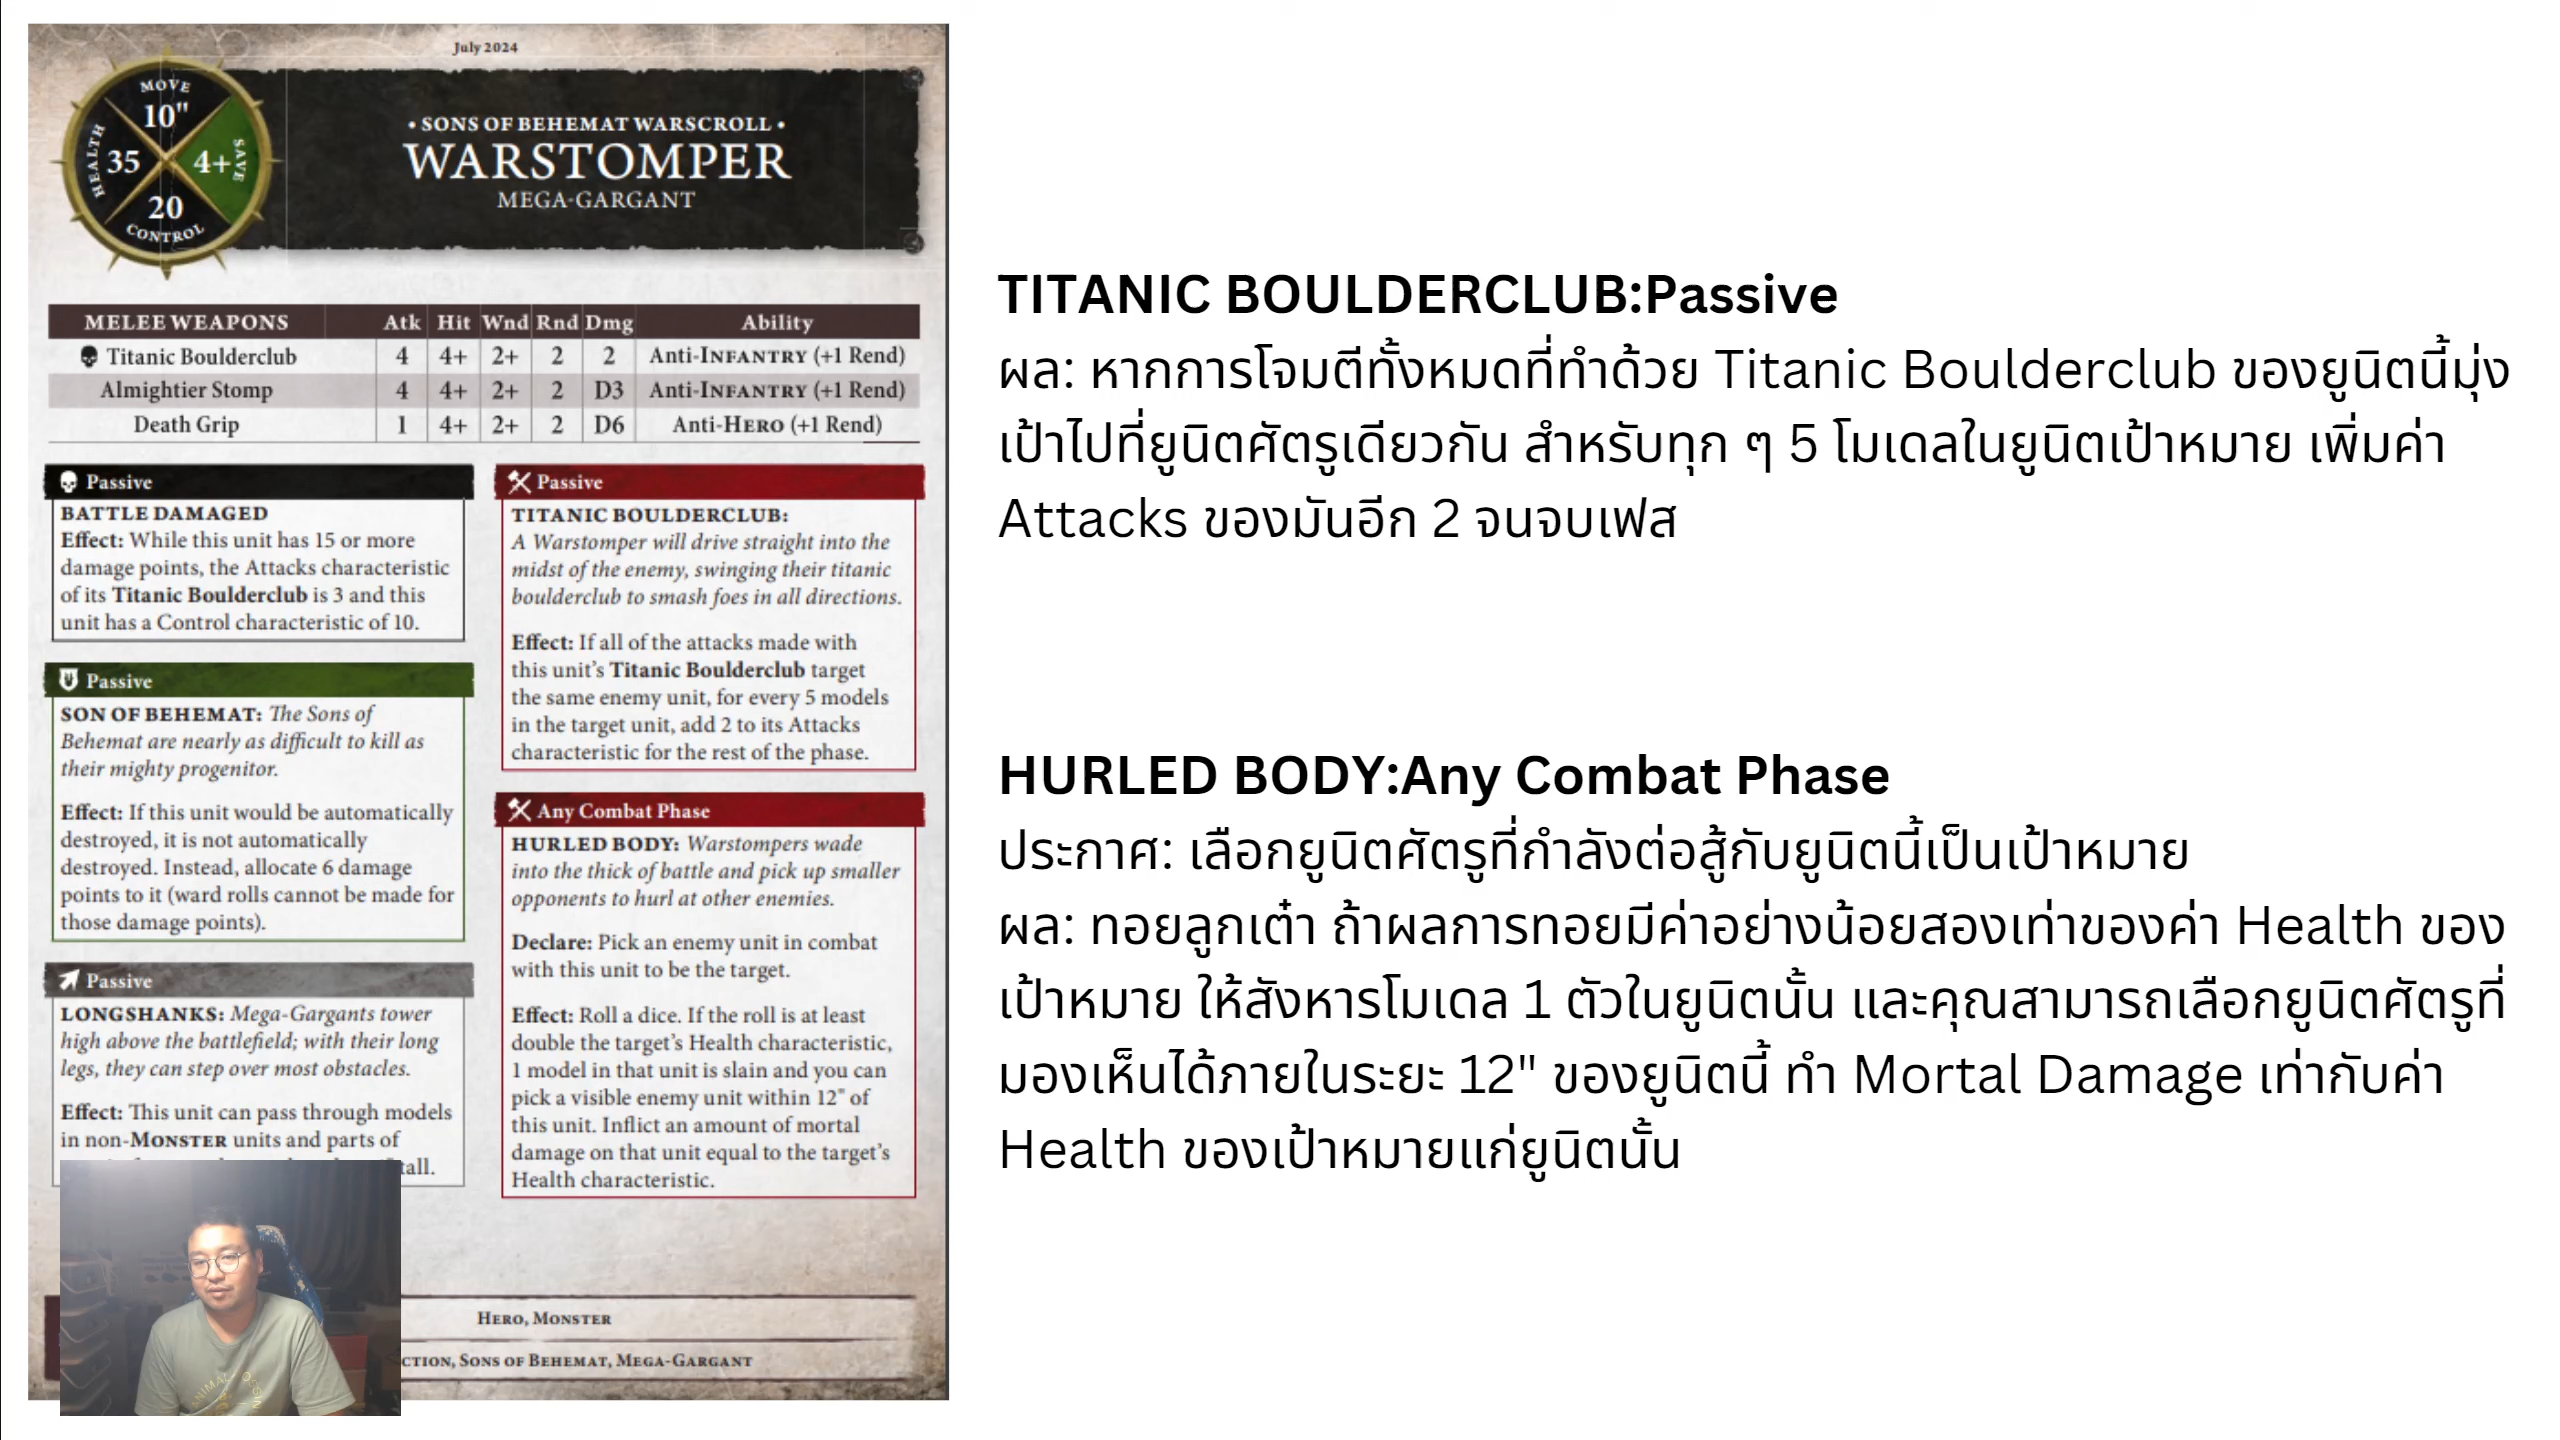 July 2024
MOVE
10"
HEALTH
35
4+
SAVE
20
CONTROL
• SONS OF BEHEMAT WARSCROLL •
WARSTOMPER
MEGA-GARGANT
MELEE WEAPONS Atk Hit Wnd Rnd Dmg Ability
Titanic Boulderclub 4 4+ 2+ 2 2 Anti-INFANTRY (+1 Rend)
Almightier Stomp 4 4+ 2+ 2 D3 Anti-INFANTRY (+1 Rend)
Death Grip 1 4+ 2+ 2 D6 Anti-HERO (+1 Rend)
Passive
BATTLE DAMAGED
Effect: While this unit has 15 or more
damage points, the Attacks characteristic
of its Titanic Boulderclub is 3 and this
unit has a Control characteristic of 10.
Passive
SON OF BEHEMAT: The Sons of
Behemat are nearly as difficult to kill as
their mighty progenitor.
Effect: If this unit would be automatically
destroyed, it is not automatically
destroyed. Instead, allocate 6 damage
points to it (ward rolls cannot be made for
those damage points).
Passive
LONGSHANKS: Mega-Gargants tower
high above the battlefield; with their long
legs, they can step over most obstacles.
Effect: This unit can pass through models
in non-MONSTER units and parts of
tall.
Passive
TITANIC BOULDERCLUB:
A Warstomper will drive straight into the
midst of the enemy, swinging their titanic
boulderclub to smash foes in all directions.
Effect: If all of the attacks made with
this unit's Titanic Boulderclub target
the same enemy unit, for every 5 models
in the target unit, add 2 to its Attacks
characteristic for the rest of the phase.
Any Combat Phase
HURLED BODY: Warstompers wade
into the thick of battle and pick up smaller
opponents to hurl at other enemies.
Declare: Pick an enemy unit in combat
with this unit to be the target.
Effect: Roll a dice. If the roll is at least
double the target's Health characteristic,
1 model in that unit is slain and you can
pick a visible enemy unit within 12" of
this unit. Inflict an amount of mortal
damage on that unit equal to the target's
Health characteristic.
HERO, MONSTER
CTION, SONS OF BEHEMAT, MEGA-GARGANT
TITANIC BOULDERCLUB:Passive
ผล: หากการโจมตีทั้งหมดที่ทำด้วย Titanic Boulderclub ของยูนิตนี้มุ่ง
เป้าไปที่ยูนิตศัตรูเดียวกัน สำหรับทุก ๆ 5 โมเดลในยูนิตเป้าหมาย เพิ่มค่า
Attacks ของมันอีก 2 จนจบเฟส
HURLED BODY:Any Combat Phase
ประกาศ: เลือกยูนิตศัตรูที่กำลังต่อสู้กับยูนิตนี้เป็นเป้าหมาย
ผล: ทอยลูกเต๋า ถ้าผลการทอยมีค่าอย่างน้อยสองเท่าของค่า Health ของ
เป้าหมาย ให้สังหารโมเดล 1 ตัวในยูนิตนั้น และคุณสามารถเลือกยูนิตศัตรูที่
มองเห็นได้ภายในระยะ 12" ของยูนิตนี้ ทำ Mortal Damage เท่ากับค่า
Health ของเป้าหมายแก่ยูนิตนั้น